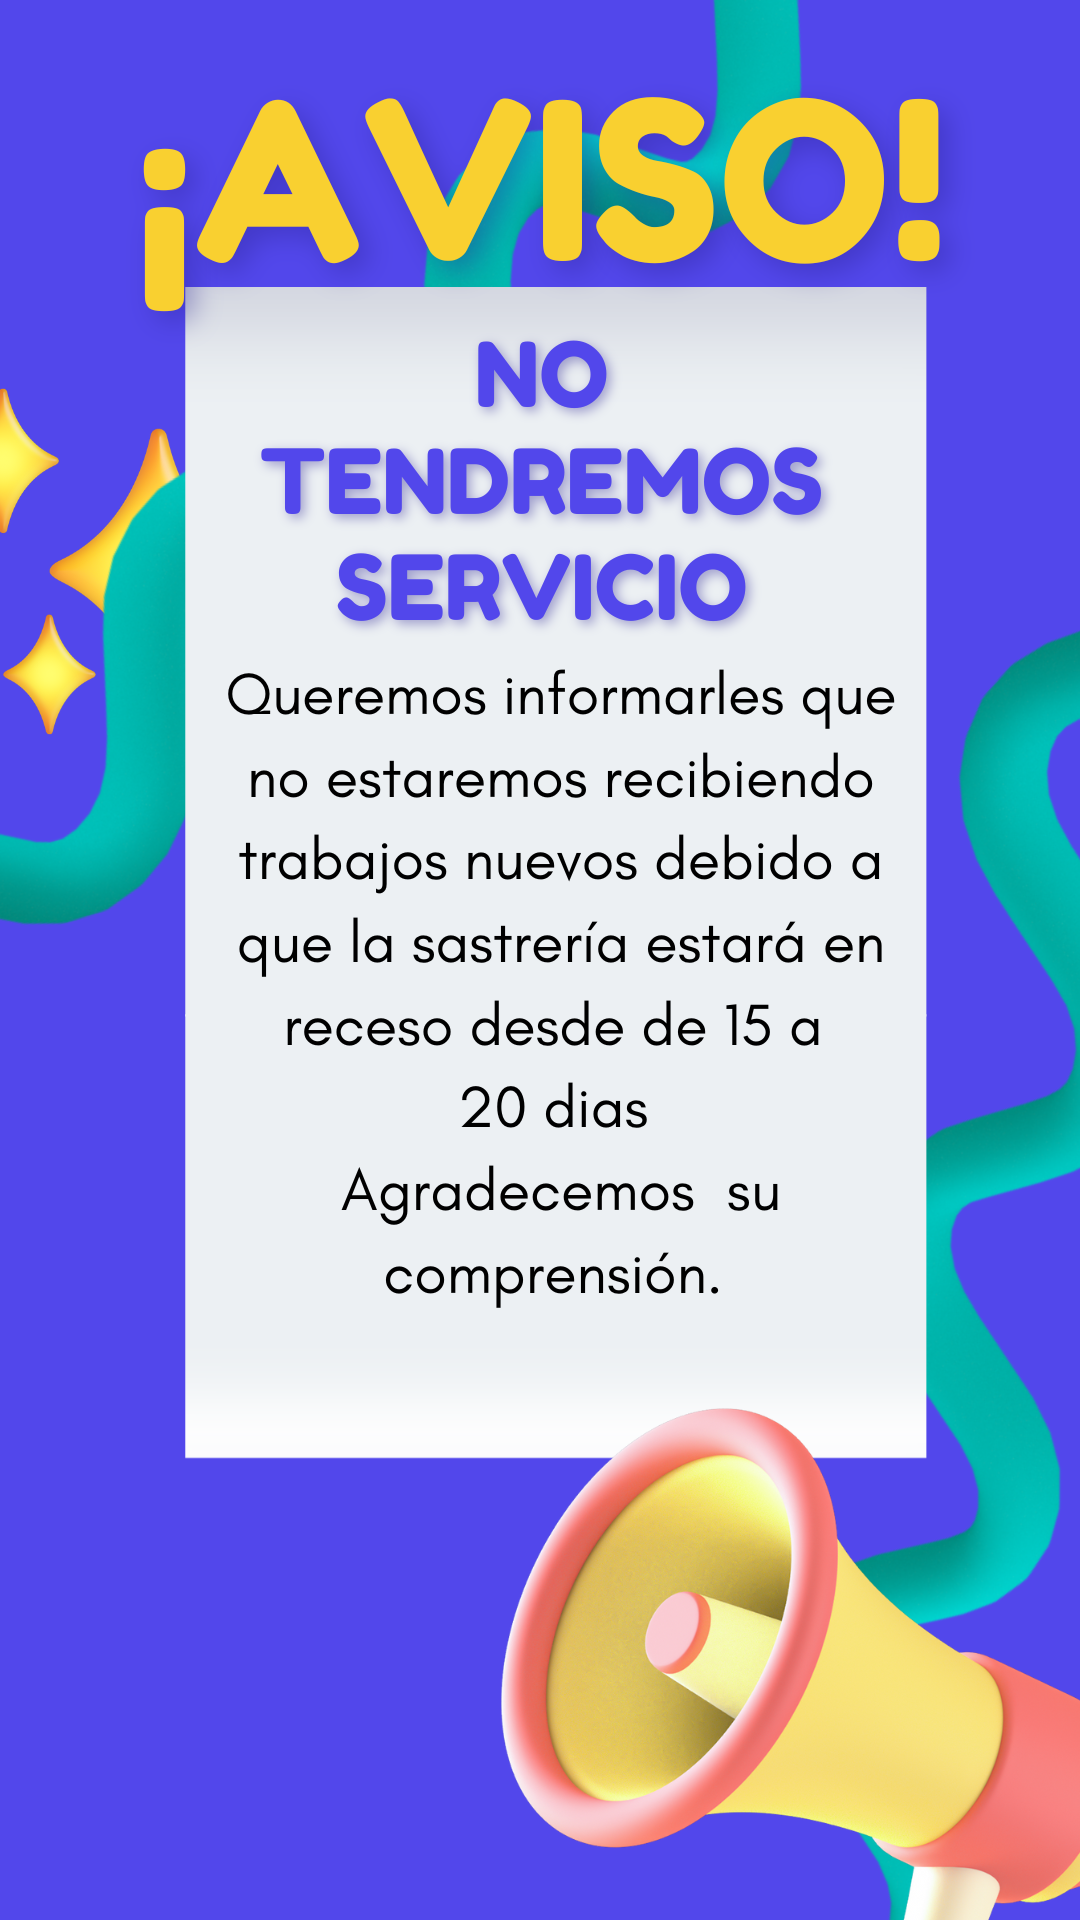 ¡AVISO!
NO
TENDREMOS
SERVICIO
Queremos informarles que
no estaremos recibiendo
trabajos nuevos debido a
que la sastrería estará en
receso desde de 15 a
20 dias
Agradecemos su
comprensión.